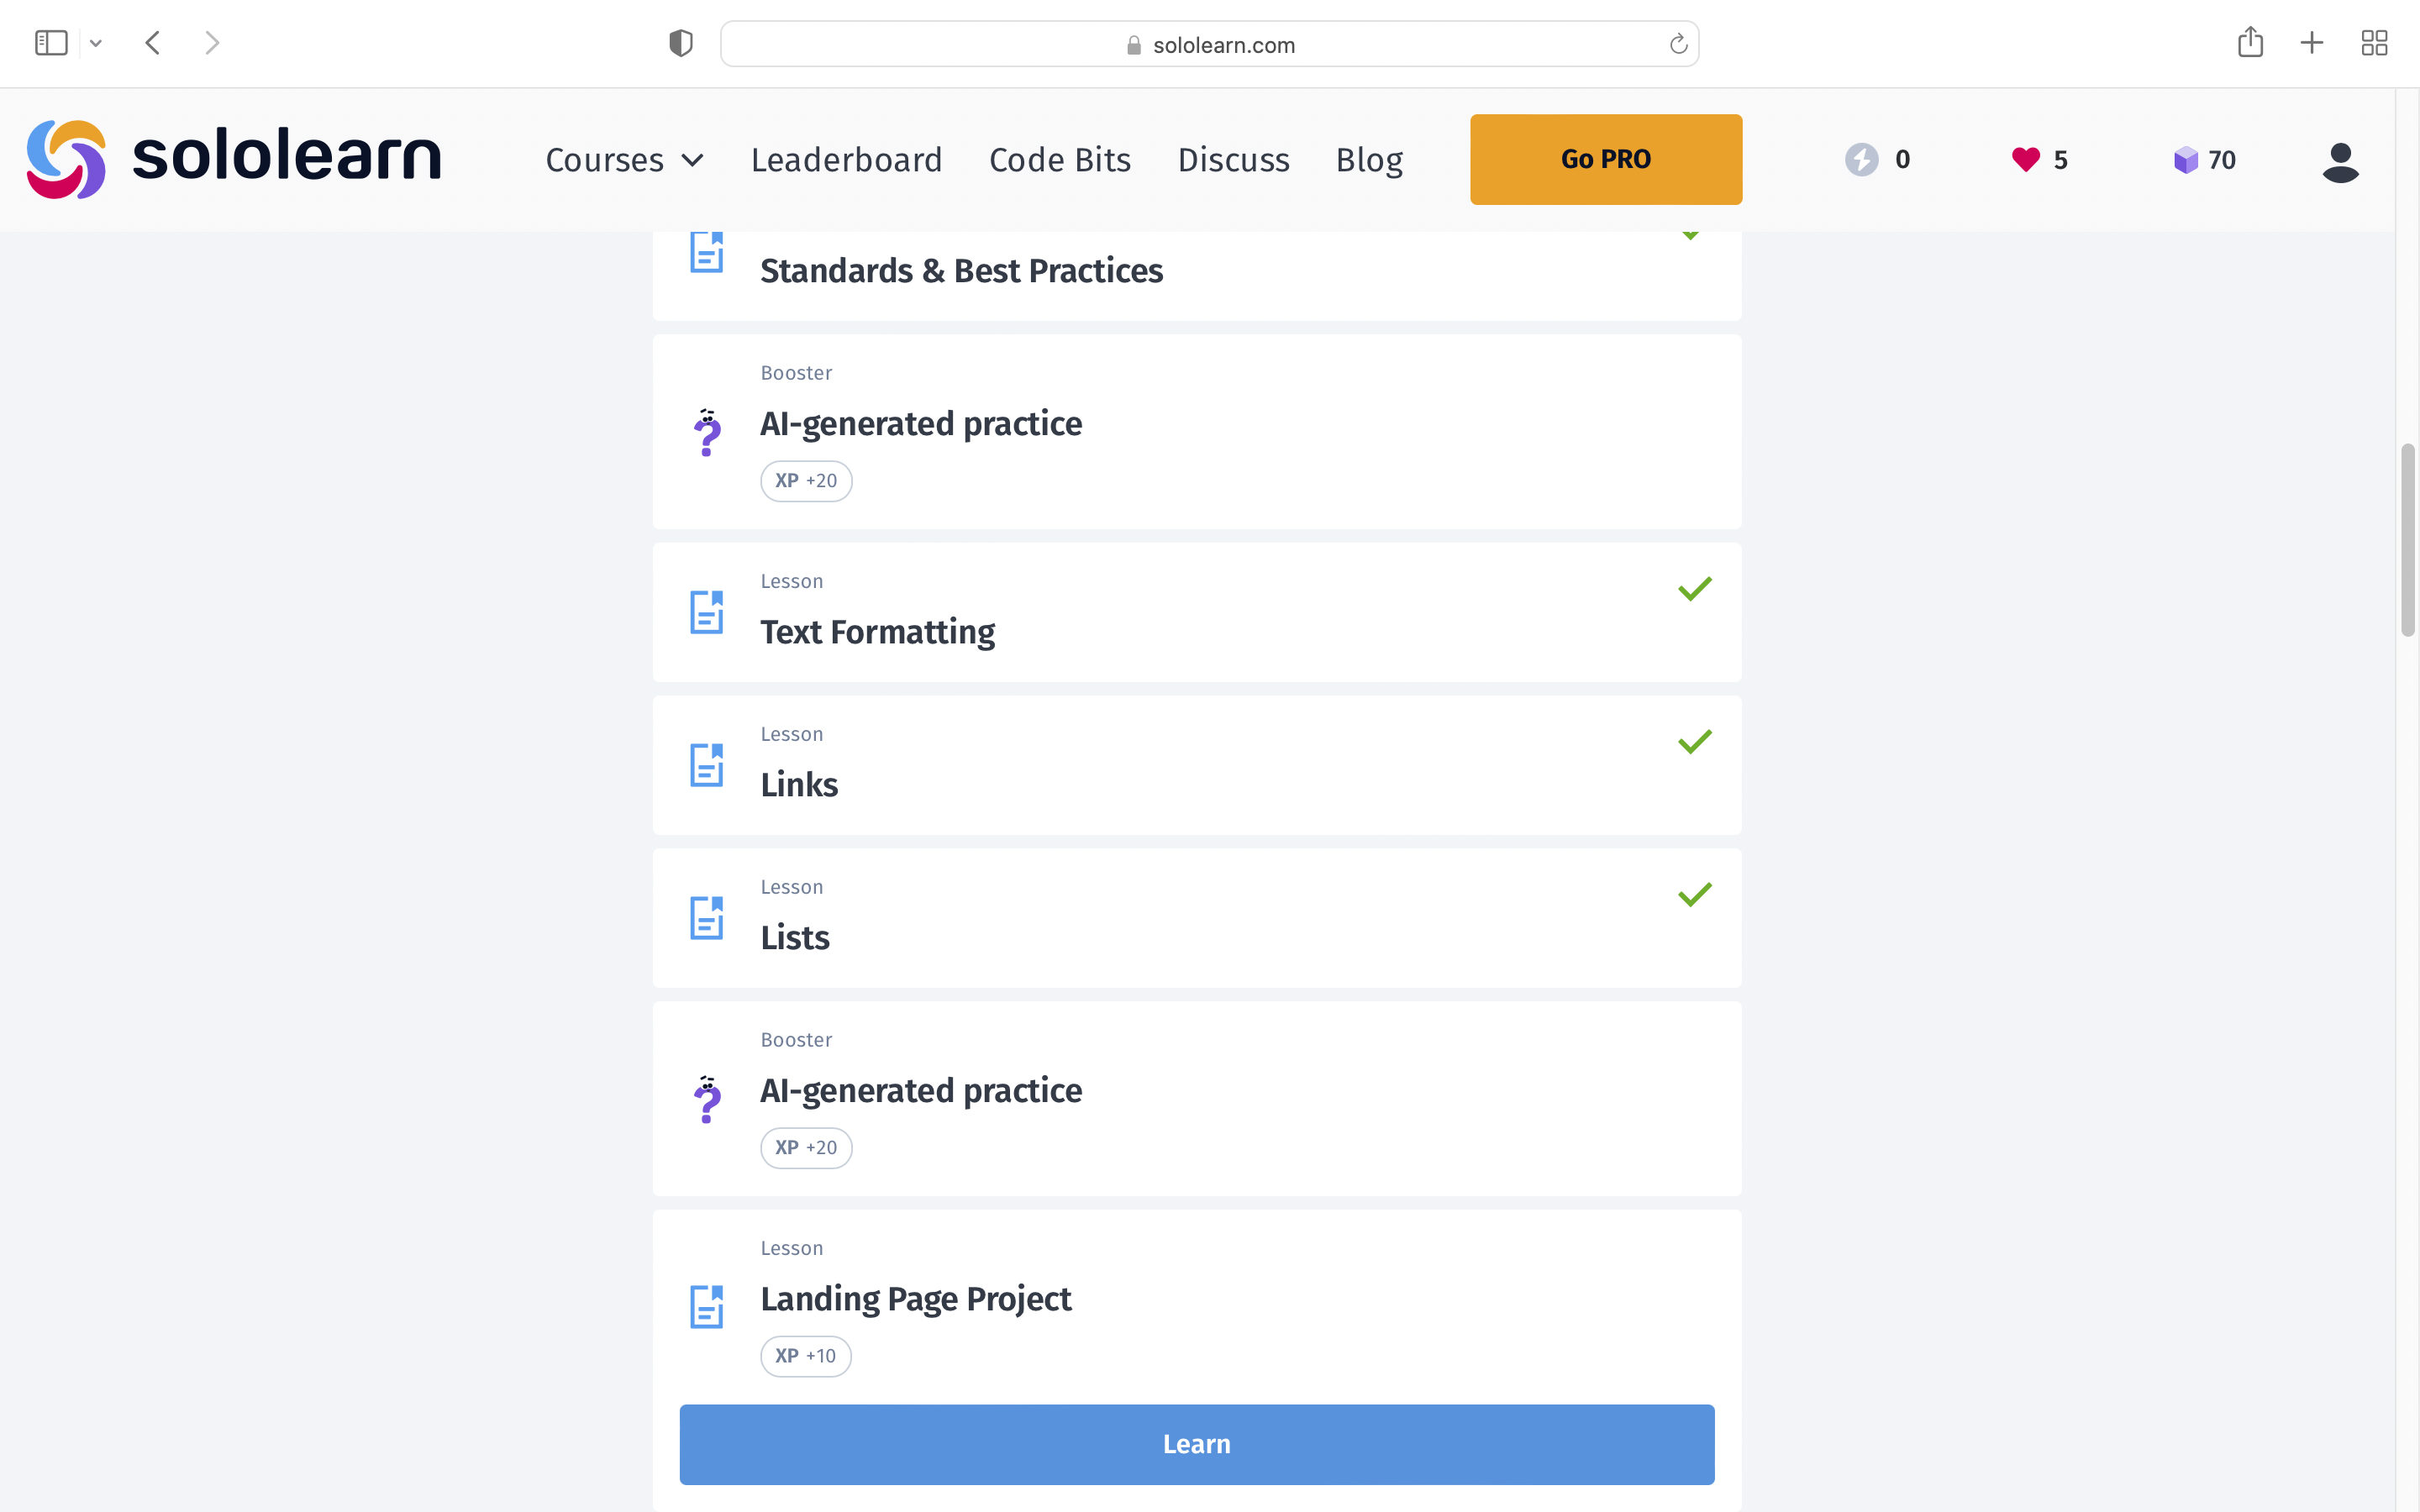 sololearn.com
sololearn
Courses Leaderboard Code Bits Discuss Blog Go PRO 0 5 70
Standards & Best Practices
Booster
AI-generated practice
XP +20
Lesson
Text Formatting
Lesson
Links
Lesson
Lists
Booster
AI-generated practice
XP +20
Lesson
Landing Page Project
XP +10
Learn